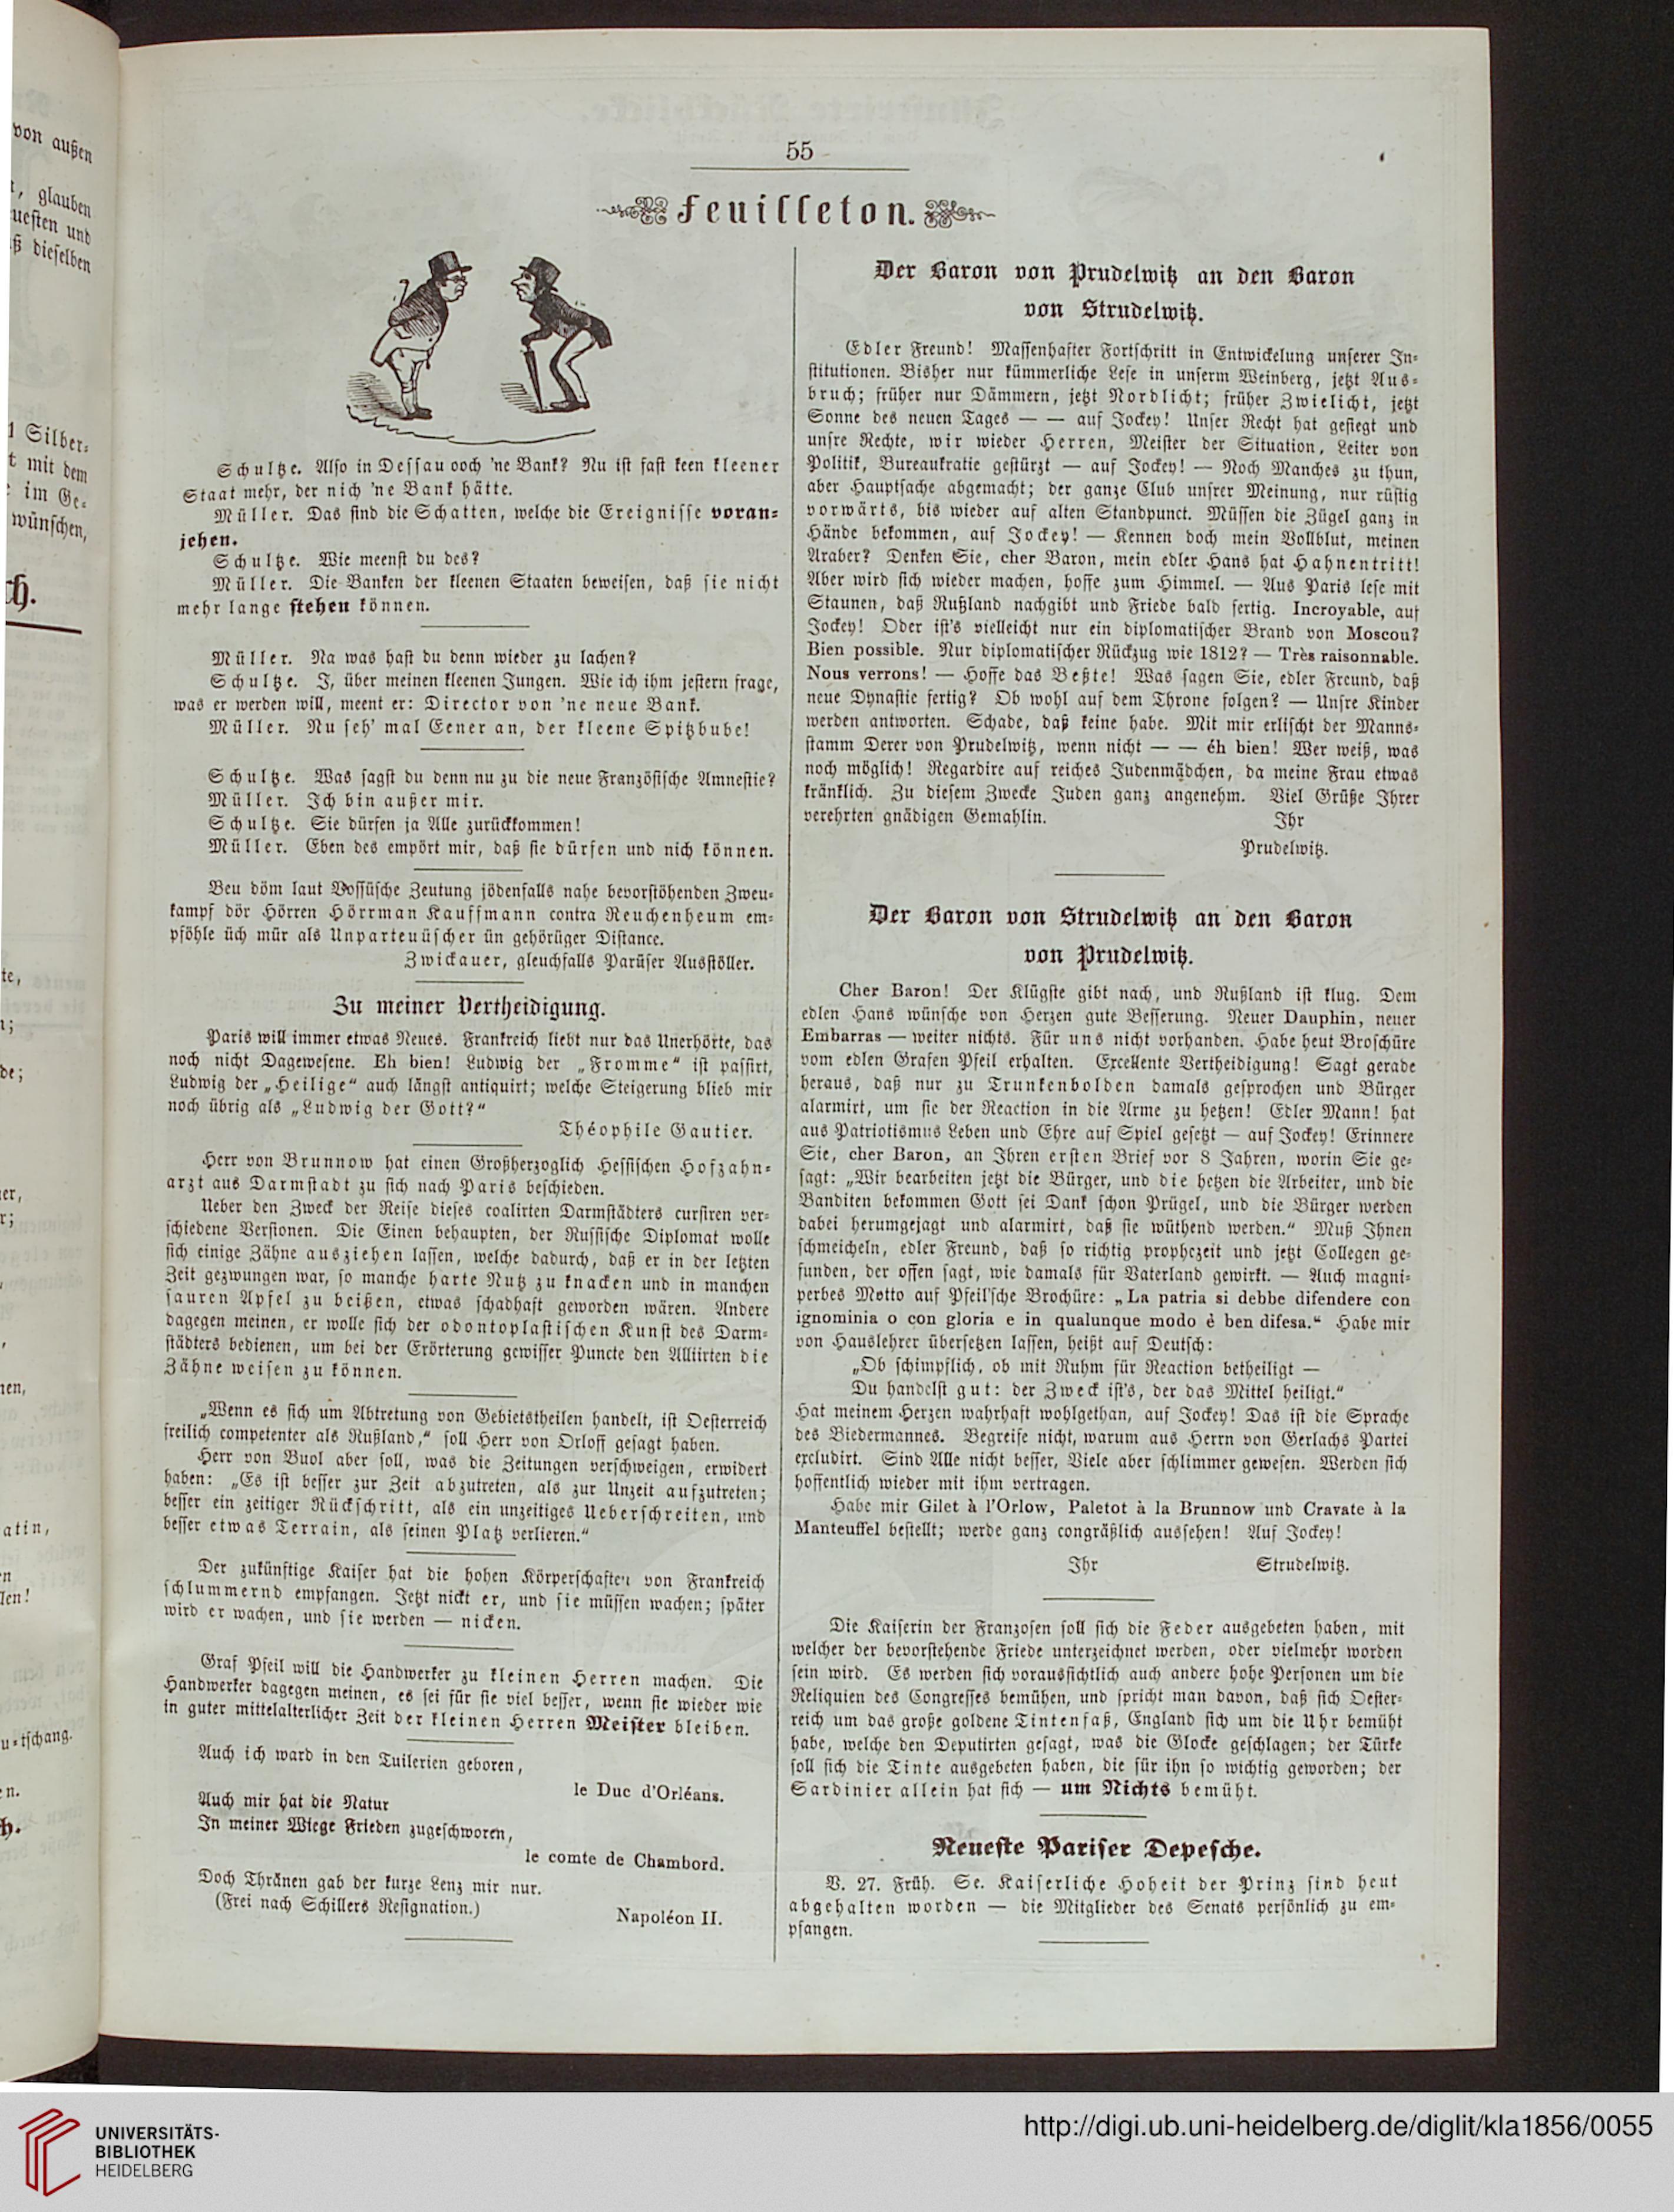 von außen
glauben
uesten und
ß dieselben
Silber-
t mit dem
im Ge-
wünschen,
ch.
te,
de;
atin,
u-tschang.
55
Feuilleton.
Schultze. Also in Dessau ooch 'ne Bank? Nu ist fast keen kleener
Staat mehr, der nich 'ne Bank hätte.
Müller. Das sind die Schatten, welche die Ereignisse voran-
jehen.
Schultze. Wie meenst du des?
Müller. Die Banken der kleenen Staaten beweisen, daß sie nicht
mehr lange stehen können.
Müller. Na was hast du denn wieder zu lachen?
Schultze. J, über meinen kleenen Jungen. Wie ich ihm jestern frage,
was er werden will, meent er: Director von 'ne neue Bank.
Müller. Nu seh' mal Eener an, der kleene Spitzbube!
Schultze. Was sagst du denn nu zu die neue Französische Amnestie?
Müller. Ich bin außer mir.
Schultze. Sie dürfen ja Alle zurückkommen!
Müller. Eben des empört mir, daß sie dürfen und nich können.
Beu döm laut Vossüsche Zeutung jödenfalls nahe bevorstöhenden Zweu-
kampf dör Hörren Hörrman Kauffmann contra Reuchenheum em-
pföhle üch mür als Unparteuüscher ün gehörüger Distance.
Zwickauer, gleuchfalls Parüser Ausstöller.
Zu meiner Vertheidigung.
Paris will immer etwas Neues. Frankreich liebt nur das Unerhörte, das
noch nicht Dagewesene. Eh bien! Ludwig der „Fromme“ ist passirt,
Ludwig der „Heilige“ auch längst antiquirt; welche Steigerung blieb mir
noch übrig als „Ludwig der Gott?“
Théophile Gautier.
Herr von Brunnow hat einen Großherzoglich Hessischen Hofzahn-
arzt aus Darmstadt zu sich nach Paris beschieden.
Ueber den Zweck der Reise dieses coalirten Darmstädters cursiren ver-
schiedene Versionen. Die Einen behaupten, der Russische Diplomat wolle
sich einige Zähne ausziehen lassen, welche dadurch, daß er in der letzten
Zeit gezwungen war, so manche harte Nuß zu knacken und in manchen
sauren Apfel zu beißen, etwas schadhaft geworden wären. Andere
dagegen meinen, er wolle sich der odontoplastischen Kunst des Darm-
städters bedienen, um bei der Erörterung gewisser Puncte den Alliirten die
Zähne weisen zu können.
„Wenn es sich um Abtretung von Gebietstheilen handelt, ist Oesterreich
freilich competenter als Rußland,“ soll Herr von Orloff gesagt haben.
Herr von Buol aber soll, was die Zeitungen verschweigen, erwidert
haben: „Es ist besser zur Zeit abzutreten, als zur Unzeit aufzutreten;
besser ein zeitiger Rückschritt, als ein unzeitiges Ueberschreiten, und
besser etwas Terrain, als seinen Platz verlieren.“
Der zukünftige Kaiser hat die hohen Körperschaften von Frankreich
schlummernd empfangen. Jetzt nickt er, und sie müssen wachen; später
wird er wachen, und sie werden — nicken.
Graf Pfeil will die Handwerker zu kleinen Herren machen. Die
Handwerker dagegen meinen, es sei für sie viel besser, wenn sie wieder wie
in guter mittelalterlicher Zeit der kleinen Herren Meister bleiben.
Auch ich ward in den Tuilerien geboren,
le Duc d'Orléans.
Auch mir hat die Natur
In meiner Wiege Frieden zugeschworen,
le comte de Chambord.
Doch Thränen gab der kurze Lenz mir nur.
(Frei nach Schillers Resignation.)
Napoléon II.
Der Baron von Prudelwitz an den Baron
von Strudelwitz.
Edler Freund! Massenhafter Fortschritt in Entwickelung unserer In-
stitutionen. Bisher nur kümmerliche Lese in unserm Weinberg, jetzt Aus-
bruch; früher nur Dämmern, jetzt Nordlicht; früher Zwielicht, jetzt
Sonne des neuen Tages — — auf Jockey! Unser Recht hat gesiegt und
unsre Rechte, wir wieder Herren, Meister der Situation, Leiter von
Politik, Bureaukratie gestürzt — auf Jockey! — Noch Manches zu thun,
aber Hauptsache abgemacht; der ganze Club unsrer Meinung, nur rüstig
vorwärts, bis wieder auf alten Standpunct. Müssen die Zügel ganz in
Hände bekommen, auf Jockey! — Kennen doch mein Vollblut, meinen
Araber? Denken Sie, cher Baron, mein edler Hans hat Hahnentritt!
Aber wird sich wieder machen, hoffe zum Himmel. — Aus Paris lese mit
Staunen, daß Rußland nachgibt und Friede bald fertig. Incroyable, auf
Jockey! Oder ist's vielleicht nur ein diplomatischer Brand von Moscou?
Bien possible. Nur diplomatischer Rückzug wie 1812? — Très raisonnable.
Nous verrons! — Hoffe das Beßte! Was sagen Sie, edler Freund, daß
neue Dynastie fertig? Ob wohl auf dem Throne folgen? — Unsre Kinder
werden antworten. Schade, daß keine habe. Mit mir erlischt der Manns-
stamm Derer von Prudelwitz, wenn nicht — — éh bien! Wer weiß, was
noch möglich! Regardire auf reiches Judenmädchen, da meine Frau etwas
kränklich. Zu diesem Zwecke Juden ganz angenehm. Viel Grüße Ihrer
verehrten gnädigen Gemahlin.
Ihr
Prudelwitz.
Der Baron von Strudelwitz an den Baron
von Prudelwitz.
Cher Baron! Der Klügste gibt nach, und Rußland ist klug. Dem
edlen Hans wünsche von Herzen gute Besserung. Neuer Dauphin, neuer
Embarras — weiter nichts. Für uns nicht vorhanden. Habe heut Broschüre
vom edlen Grafen Pfeil erhalten. Excellente Vertheidigung! Sagt gerade
heraus, daß nur zu Trunkenbolden damals gesprochen und Bürger
alarmirt, um sie der Reaction in die Arme zu hetzen! Edler Mann! hat
aus Patriotismus Leben und Ehre auf Spiel gesetzt — auf Jockey! Erinnere
Sie, cher Baron, an Ihren ersten Brief vor 8 Jahren, worin Sie ge-
sagt: „Wir bearbeiten jetzt die Bürger, und die hetzen die Arbeiter, und die
Banditen bekommen Gott sei Dank schon Prügel, und die Bürger werden
dabei herumgejagt und alarmirt, daß sie wüthend werden.“ Muß Ihnen
schmeicheln, edler Freund, daß so richtig prophezeit und jetzt Collegen ge-
funden, der offen sagt, wie damals für Vaterland gewirkt. — Auch magni-
perbes Motto auf Pfeil'sche Brochüre: „La patria si debbe difendere con
ignominia o con gloria e in qualunque modo è ben difesa.“ Habe mir
von Hauslehrer übersetzen lassen, heißt auf Deutsch:
„Ob schimpflich, ob mit Ruhm für Reaction betheiligt —
Du handelst gut: der Zweck ist's, der das Mittel heiligt.“
Hat meinem Herzen wahrhaft wohlgethan, auf Jockey! Das ist die Sprache
des Biedermannes. Begreife nicht, warum aus Herrn von Gerlachs Partei
excludirt. Sind Alle nicht besser, Viele aber schlimmer gewesen. Werden sich
hoffentlich wieder mit ihm vertragen.
Habe mir Gilet à l'Orlow, Paletot à la Brunnow und Cravate à la
Manteuffel bestellt; werde ganz congräßlich aussehen! Auf Jockey!
Ihr Strudelwitz.
Die Kaiserin der Franzosen soll sich die Feder ausgebeten haben, mit
welcher der bevorstehende Friede unterzeichnet werden, oder vielmehr worden
sein wird. Es werden sich voraussichtlich auch andere hohe Personen um die
Reliquien des Congresses bemühen, und spricht man davon, daß sich Oester-
reich um das große goldene Tintenfaß, England sich um die Uhr bemüht
habe, welche den Deputirten gesagt, was die Glocke geschlagen; der Türke
soll sich die Tinte ausgebeten haben, die für ihn so wichtig geworden; der
Sardinier allein hat sich — um Nichts bemüht.
Neueste Pariser Depesche.
P. 27. Früh. Se. Kaiserliche Hoheit der Prinz sind heut
abgehalten worden — die Mitglieder des Senats persönlich zu em-
pfangen.
UNIVERSITÄTS-
BIBLIOTHEK
HEIDELBERG
http://digi.ub.uni-heidelberg.de/diglit/kla1856/0055